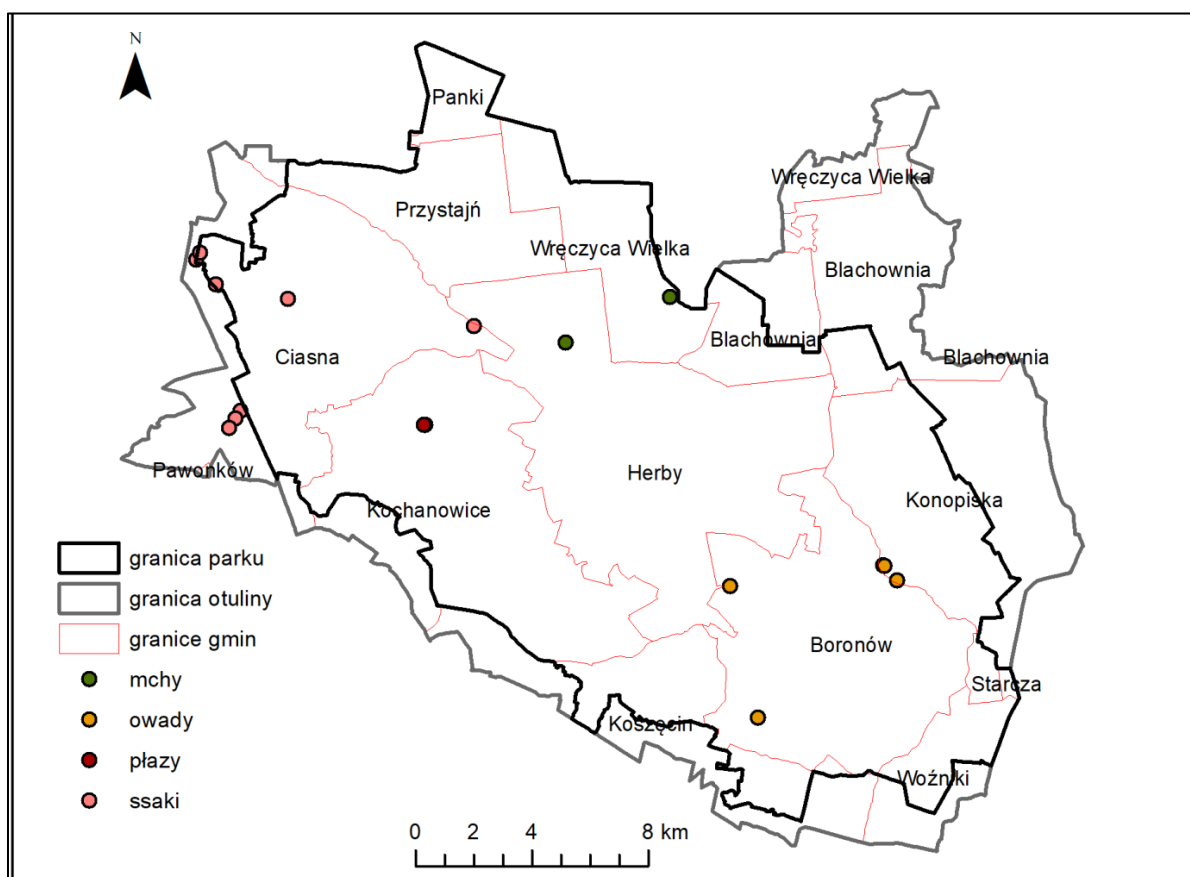 N
Panki
Wręczyca Wielka
Przystajń
Wręczyca Wielka
Blachownia
Blachownia
Ciasna
Blachownia
Pawonków
Herby
Konopiska
Kochanowice
granica parku
granica otuliny
granice gmin
Boronów
mchy
Starcza
owady
Koszęcin
płazy
Woźniki
ssaki
0 2 4 8 km